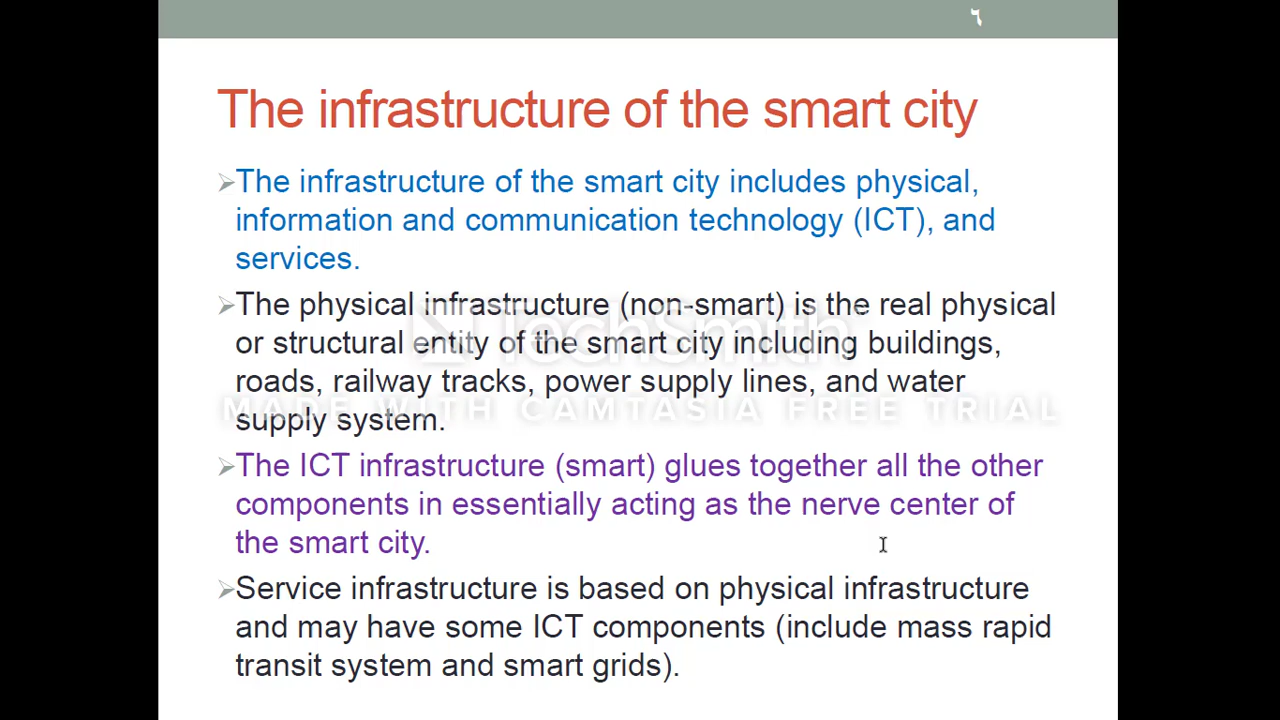 ٦
The infrastructure of the smart city
➢The infrastructure of the smart city includes physical,
information and communication technology (ICT), and
services.
➢The physical infrastructure (non-smart) is the real physical
or structural entity of the smart city including buildings,
TechSmith
roads, railway tracks, power supply lines, and water
MADE WITH CAMTASIA FREE TRIAL
supply system.
➢The ICT infrastructure (smart) glues together all the other
components in essentially acting as the nerve center of
the smart city.
➢Service infrastructure is based on physical infrastructure
and may have some ICT components (include mass rapid
transit system and smart grids).